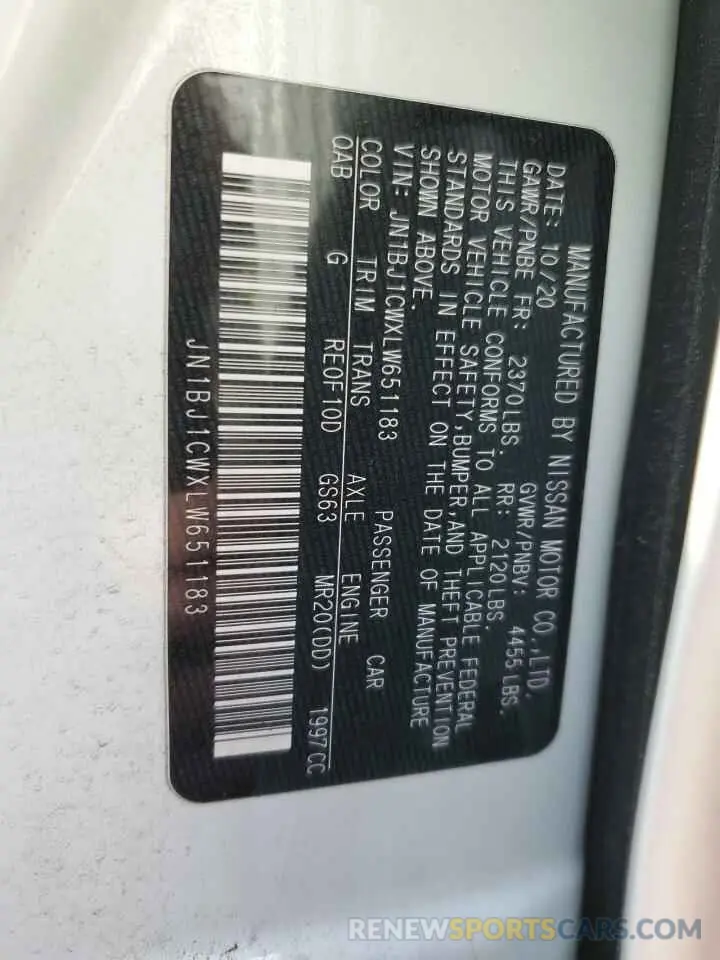 MANUFACTURED BY NISSAN MOTOR CO.,LTD.
DATE: 10/20 GVWR/PNBV: 4455LBS.
GAWR/PNBE FR: 2370LBS. RR: 2120LBS.
THIS VEHICLE CONFORMS TO ALL APPLICABLE FEDERAL
MOTOR VEHICLE SAFETY,BUMPER,AND THEFT PREVENTION
STANDARDS IN EFFECT ON THE DATE OF MANUFACTURE
SHOWN ABOVE.
VIN: JN1BJ1CWXLW651183 PASSENGER CAR
COLOR TRIM TRANS AXLE ENGINE
QAB G RE0F10D GS63 MR20(DD) 1997CC
JN1BJ1CWXLW651183
RENEWSPORTSCARS.COM